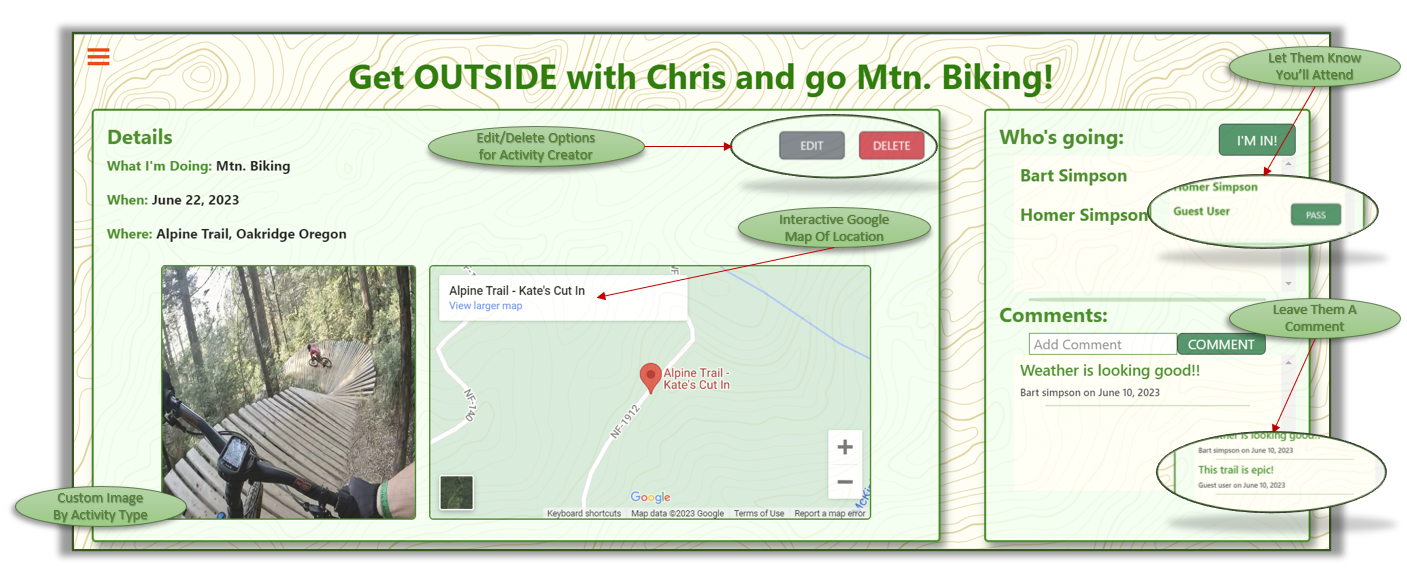 Get OUTSIDE with Chris and go Mtn. Biking!
Let Them Know
You'll Attend
Details
Edit/Delete Options
for Activity Creator
EDIT
DELETE
Who's going:
I'M IN!
What I'm Doing: Mtn. Biking
Bart Simpson
When: June 22, 2023
Homer Simpson
Homer Simpson
Guest User
PASS
Interactive Google
Map Of Location
Where: Alpine Trail, Oakridge Oregon
Alpine Trail - Kate's Cut In
View larger map
NF
Alpine Trail -
Kate's Cut In
NF-140
NF-1912
Google
Keyboard shortcuts
Map data ©2023 Google
Terms of Use
Report a map error
Custom Image
By Activity Type
Comments:
Leave Them A
Comment
Add Comment
COMMENT
Weather is looking good!!
Bart simpson on June 10, 2023
Weather is looking good!!
Bart simpson on June 10, 2023
This trail is epic!
Guest user on June 10, 2023